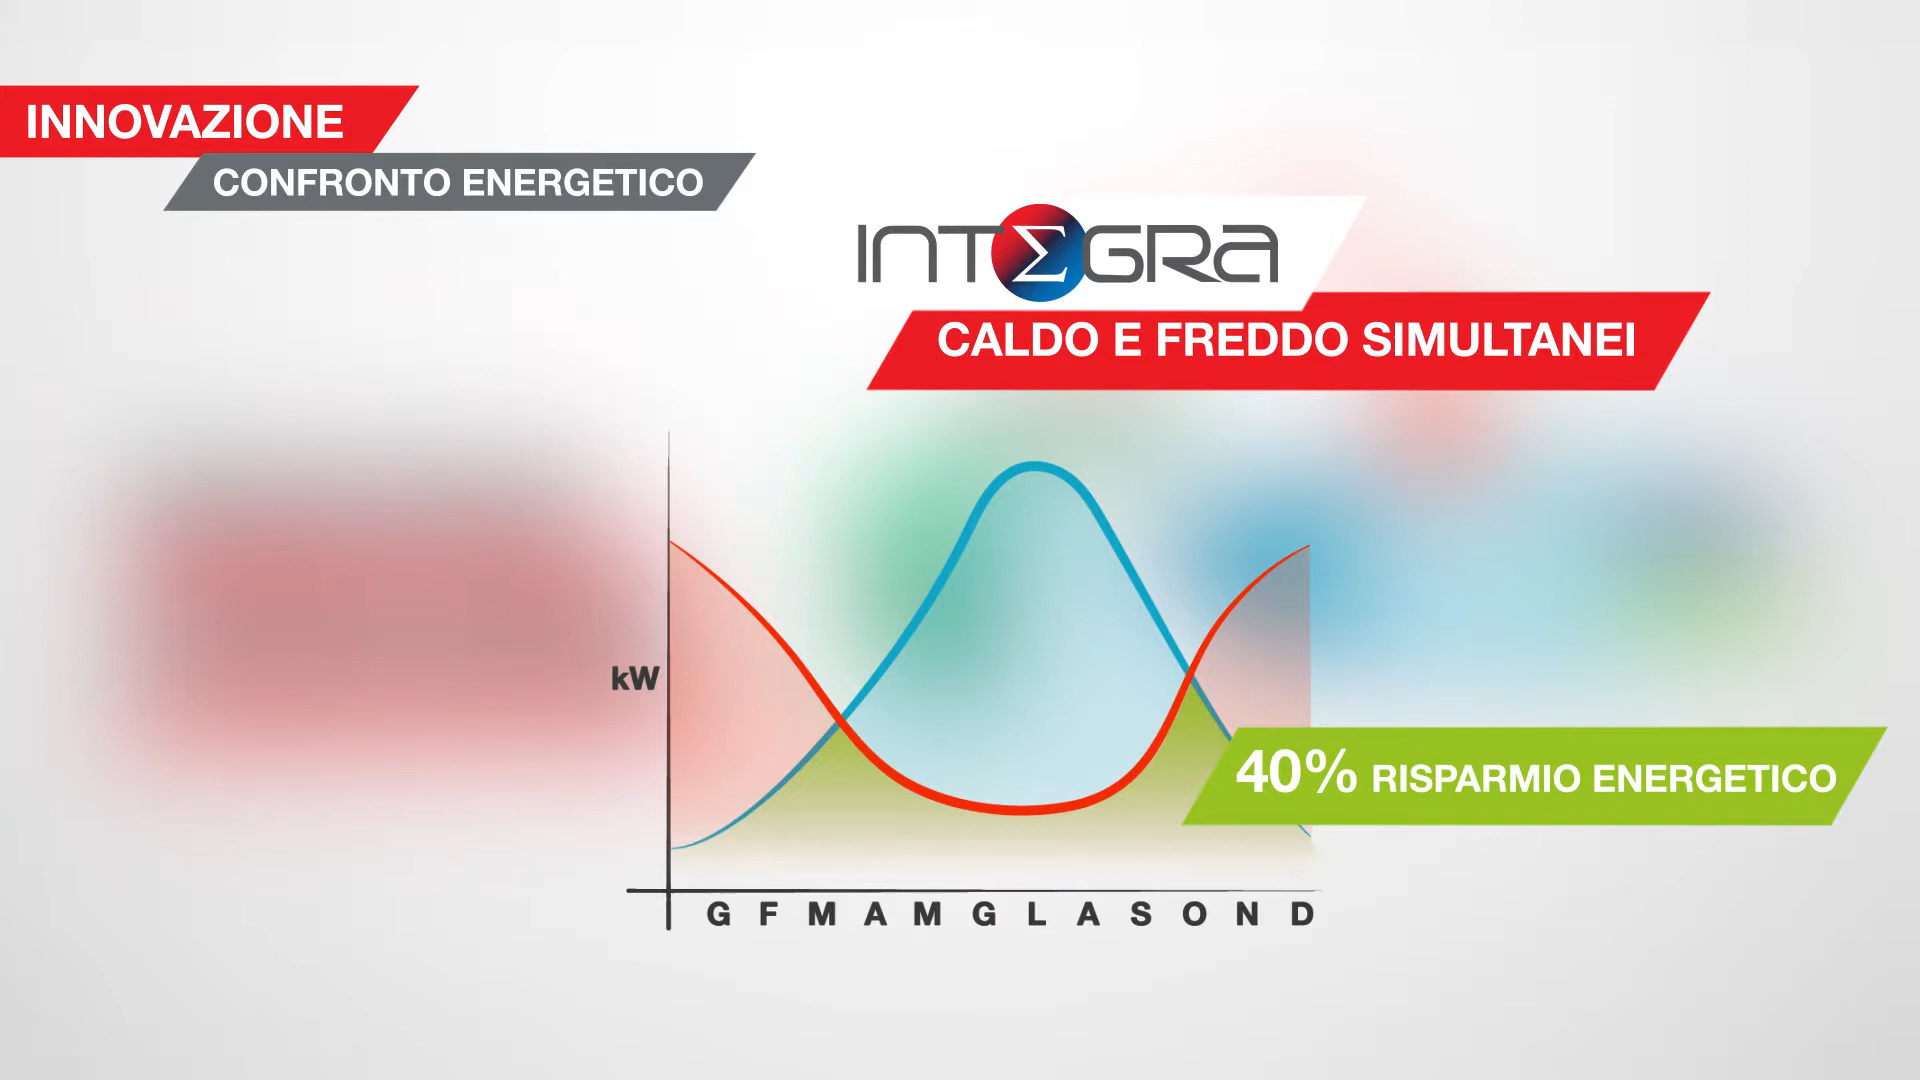 INNOVAZIONE
CONFRONTO ENERGETICO
INTΣGRA
CALDO E FREDDO SIMULTANEI
kW
40% RISPARMIO ENERGETICO
G F M A M G L A S O N D